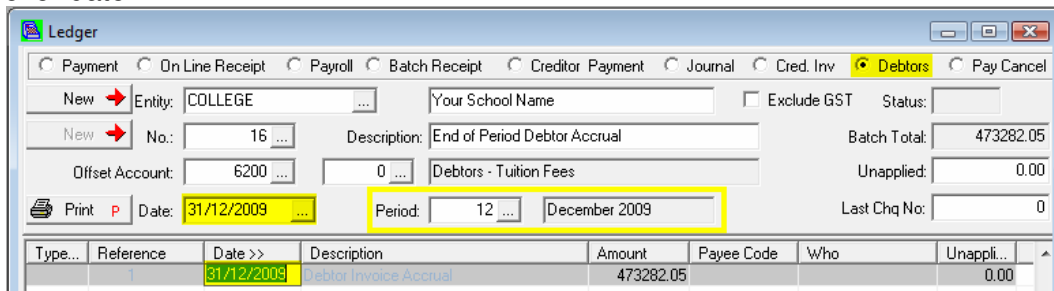 Ledger
Payment On Line Receipt Payroll Batch Receipt Creditor Payment Journal Cred. Inv Debtors Pay Cancel
New Entity: COLLEGE ... Your School Name Exclude GST Status:
New No.: 16 ... Description: End of Period Debtor Accrual Batch Total: 473282.05
Offset Account: 6200 ... 0 ... Debtors - Tuition Fees Unapplied: 0.00
Print P Date: 31/12/2009 ... Period: 12 ... December 2009 Last Chq No: 0
Type... Reference Date >> Description Amount Payee Code Who Unappli...
1 31/12/2009 Debtor Invoice Accrual 473282.05 0.00